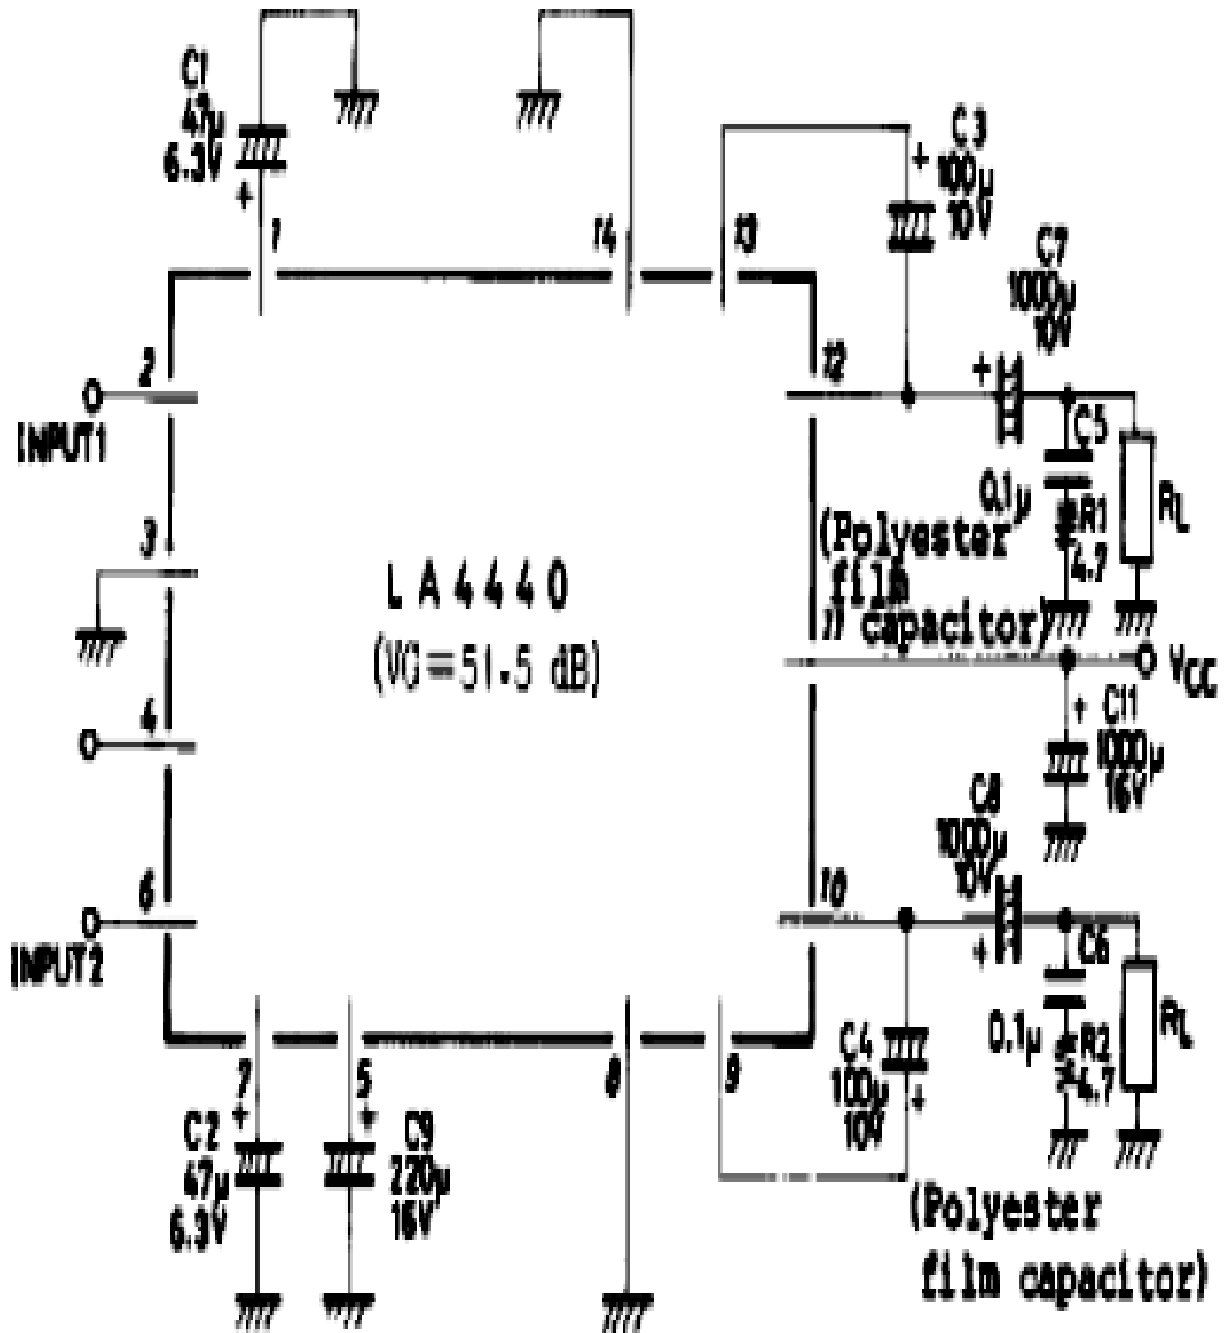 C1
47μ
6.3V
+
1
14
13
+
C3
100μ
10V
C7
1000μ
10V
+
2
INPUT1
12
C5
0.1μ
R1
4.7
RL
(Polyester
film
capacitor)
11
3
LA4440
(VG=51.5 dB)
VCC
+
C11
1000μ
16V
4
C8
1000μ
10V
+
6
INPUT2
10
C6
0.1μ
R2
4.7
RL
7
5
8
9
C4
100μ
10V
+
C2
47μ
6.3V
+
+
C9
220μ
16V
(Polyester
film capacitor)